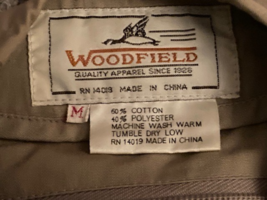 WOODFIELD
QUALITY APPAREL SINCE 1926
RN 14019 MADE IN CHINA
M
60% COTTON
40% POLYESTER
MACHINE WASH WARM
TUMBLE DRY LOW
RN 14019 MADE IN CHINA